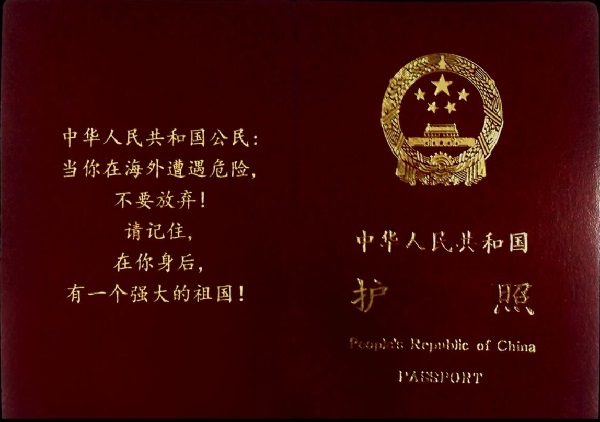 中华人民共和国公民:
当你在海外遭遇危险,
不要放弃!
请记住,
在你身后,
有一个强大的祖国!
中华人民共和国
护 照
People's Republic of China
PASSPORT